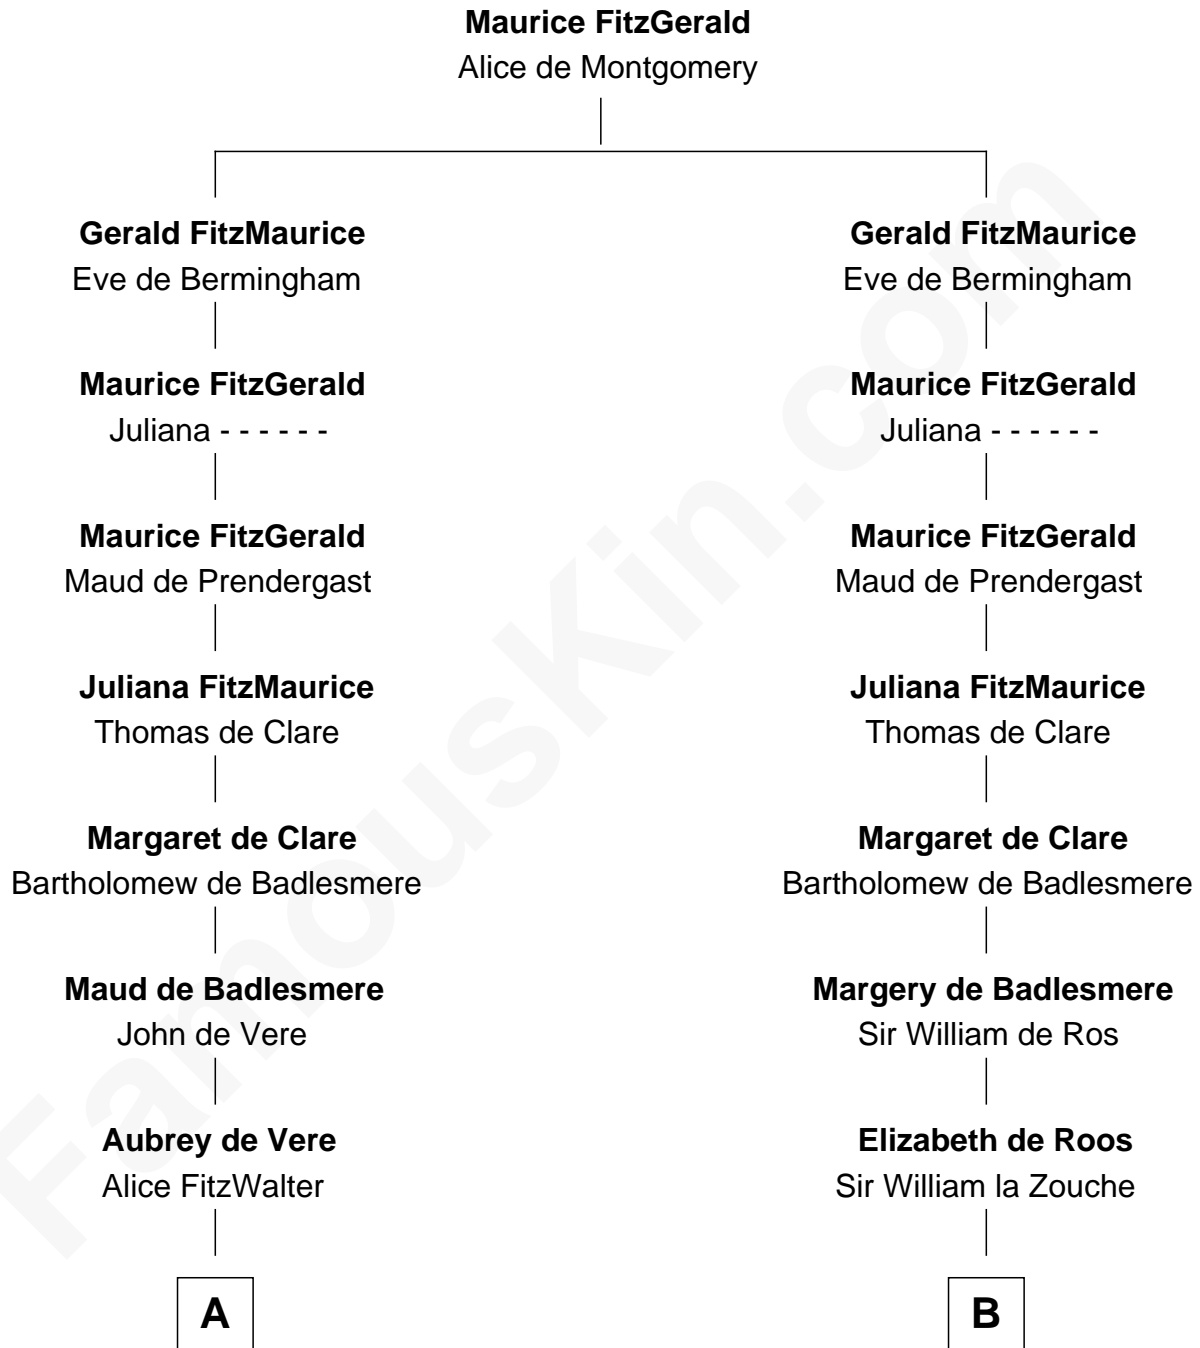 Maurice FitzGerald
Alice de Montgomery
Gerald FitzMaurice
Eve de Bermingham
Maurice FitzGerald
Juliana - - - - - -
Maurice FitzGerald
Maud de Prendergast
Juliana FitzMaurice
Thomas de Clare
Margaret de Clare
Bartholomew de Badlesmere
Maud de Badlesmere
John de Vere
Aubrey de Vere
Alice FitzWalter
A
Gerald FitzMaurice
Eve de Bermingham
Maurice FitzGerald
Juliana - - - - - -
Maurice FitzGerald
Maud de Prendergast
Juliana FitzMaurice
Thomas de Clare
Margaret de Clare
Bartholomew de Badlesmere
Margery de Badlesmere
Sir William de Ros
Elizabeth de Roos
Sir William la Zouche
B
FamousKin.com